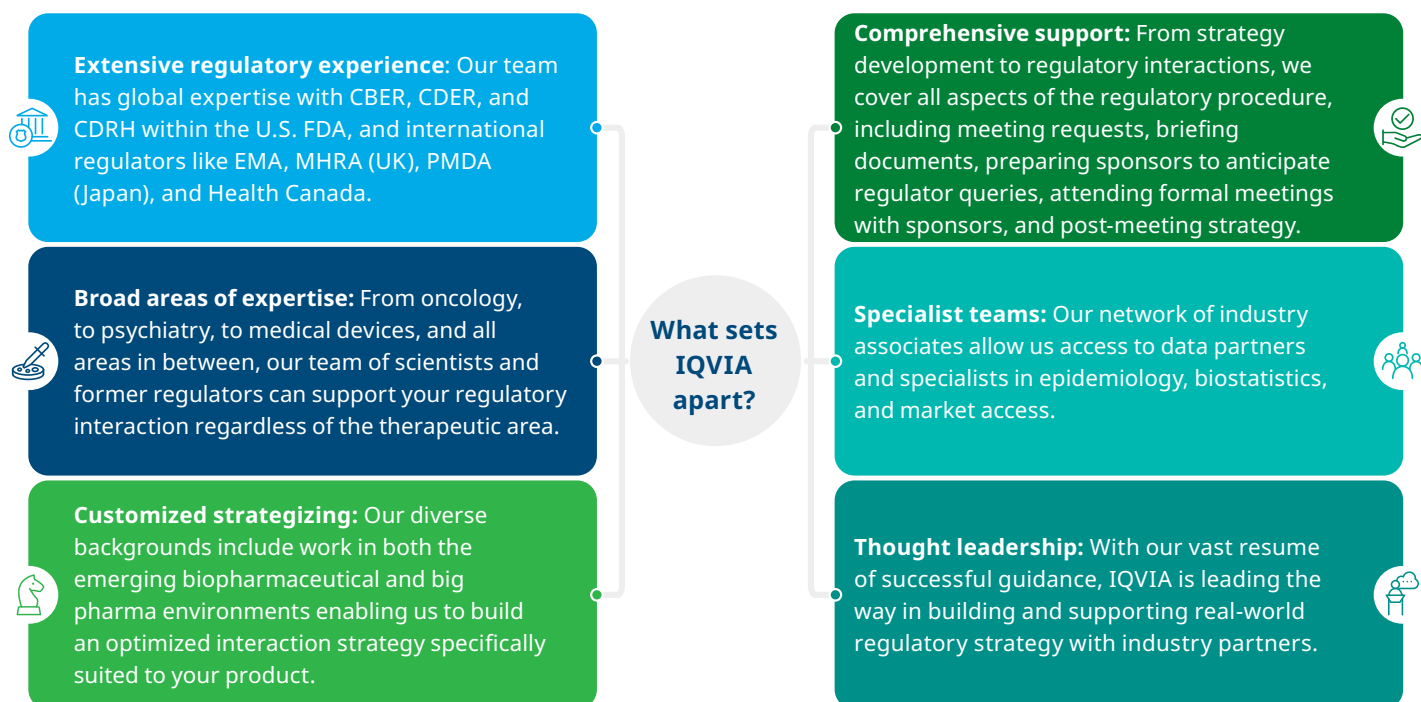 Extensive regulatory experience: Our team
has global expertise with CBER, CDER, and
CDRH within the U.S. FDA, and international
regulators like EMA, MHRA (UK), PMDA
(Japan), and Health Canada.
Broad areas of expertise: From oncology,
to psychiatry, to medical devices, and all
areas in between, our team of scientists and
former regulators can support your regulatory
interaction regardless of the therapeutic area.
Customized strategizing: Our diverse
backgrounds include work in both the
emerging biopharmaceutical and big
pharma environments enabling us to build
an optimized interaction strategy specifically
suited to your product.
What sets
IQVIA
apart?
Comprehensive support: From strategy
development to regulatory interactions, we
cover all aspects of the regulatory procedure,
including meeting requests, briefing
documents, preparing sponsors to anticipate
regulator queries, attending formal meetings
with sponsors, and post-meeting strategy.
Specialist teams: Our network of industry
associates allow us access to data partners
and specialists in epidemiology, biostatistics,
and market access.
Thought leadership: With our vast resume
of successful guidance, IQVIA is leading the
way in building and supporting real-world
regulatory strategy with industry partners.